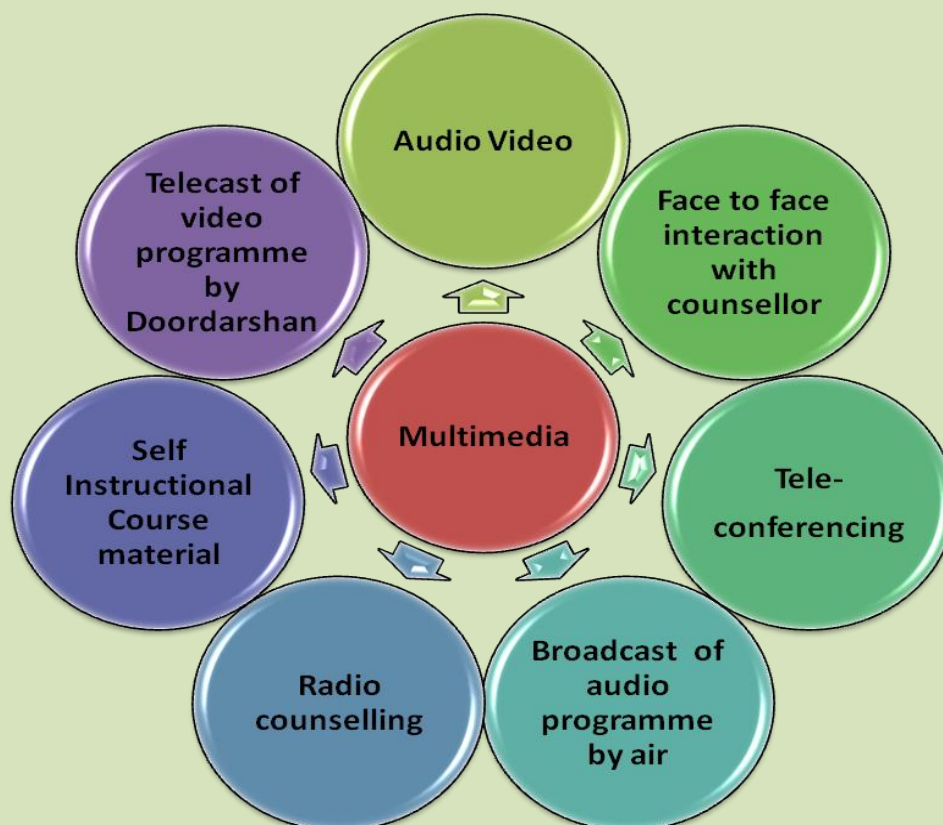 Audio Video
Face to face
interaction
with
counsellor
Tele-
conferencing
Broadcast of
audio
programme
by air
Radio
counselling
Self
Instructional
Course
material
Telecast of
video
programme
by
Doordarshan
Multimedia